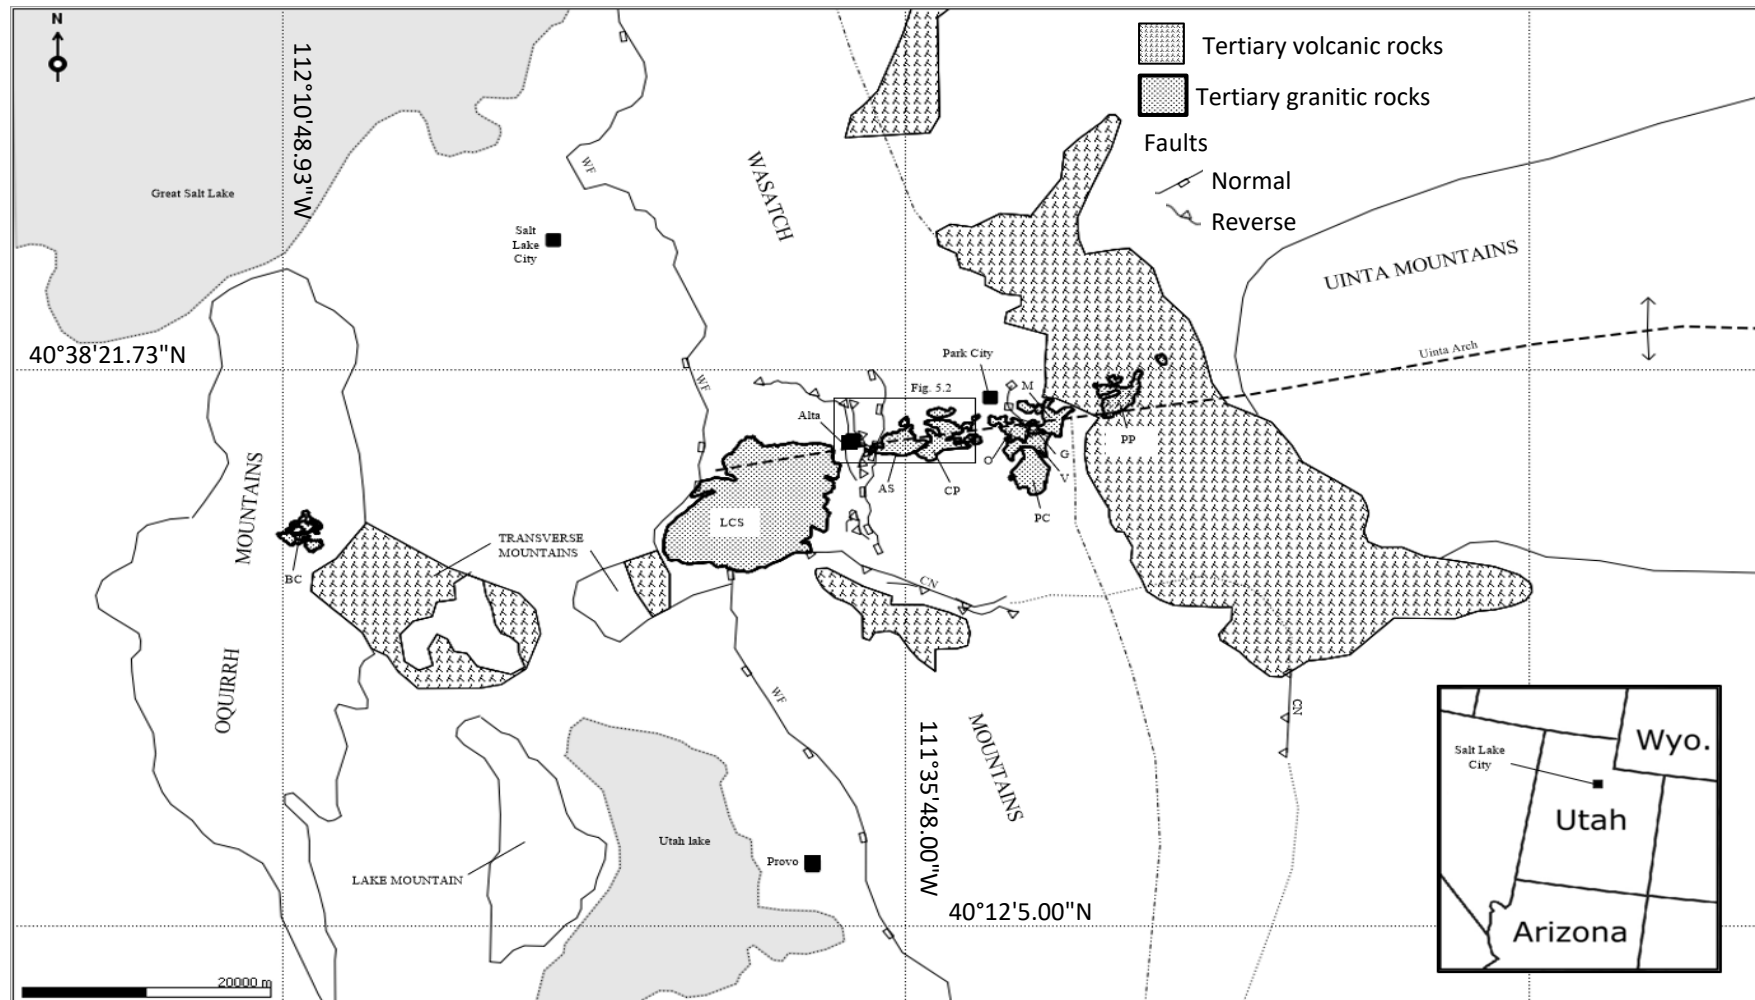 N
112°10'48.93"W
Great Salt Lake
Salt
Lake
City
WF
WASATCH
Tertiary volcanic rocks
Tertiary granitic rocks
Faults
Normal
Reverse
UINTA MOUNTAINS
Uinta Arch
40°38'21.73"N
WF
Park City
Fig. 5.2
M
Alta
PP
O
G
V
AS
CP
PC
LCS
OQUIRRH
MOUNTAINS
BC
TRANSVERSE
MOUNTAINS
CN
WF
CN
MOUNTAINS
111°35'48.00"W
LAKE MOUNTAIN
Utah lake
Provo
40°12'5.00"N
20000 m
Salt Lake
City
Wyo.
Utah
Arizona